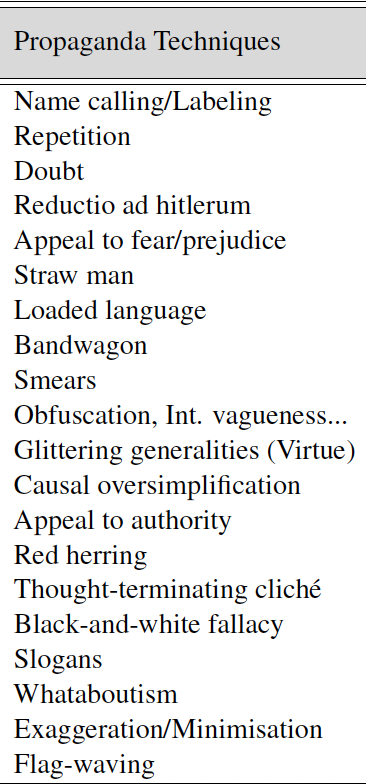 Propaganda Techniques
Name calling/Labeling
Repetition
Doubt
Reductio ad hitlerum
Appeal to fear/prejudice
Straw man
Loaded language
Bandwagon
Smears
Obfuscation, Int. vagueness...
Glittering generalities (Virtue)
Causal oversimplification
Appeal to authority
Red herring
Thought-terminating cliché
Black-and-white fallacy
Slogans
Whataboutism
Exaggeration/Minimisation
Flag-waving